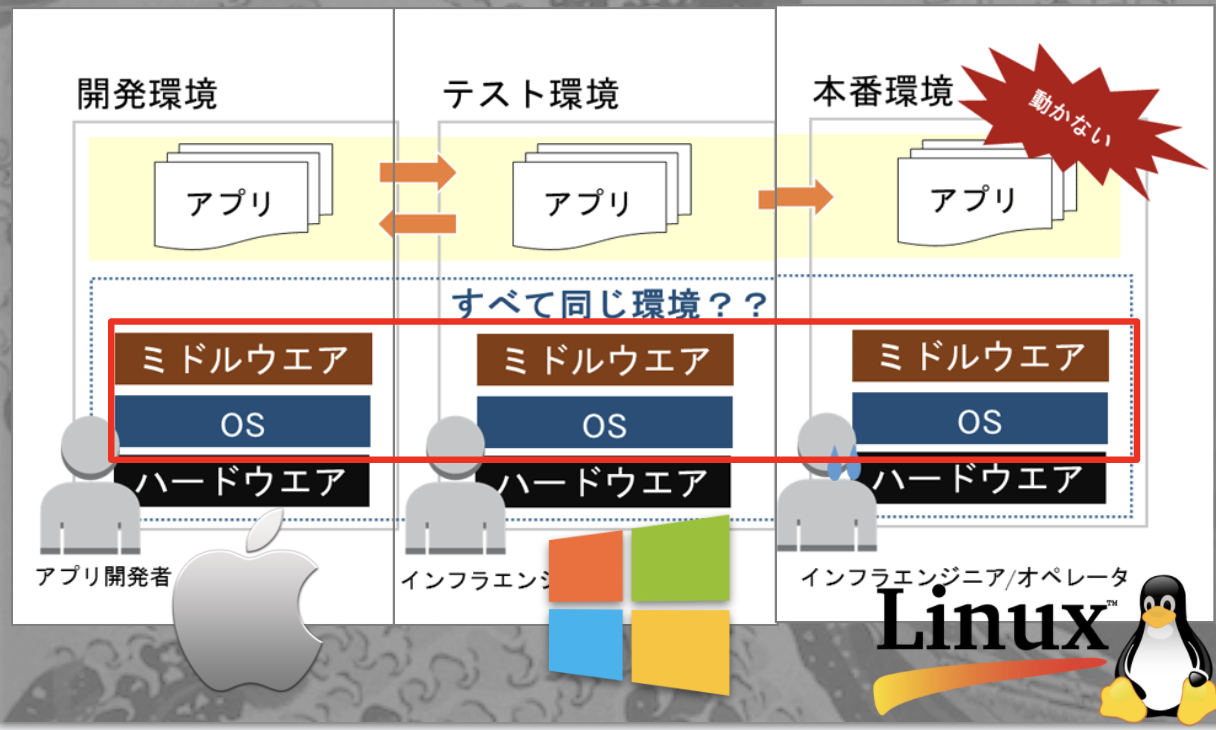 開発環境
テスト環境
本番環境
動かない
アプリ
アプリ
アプリ
すべて同じ環境？？
ミドルウエア
ミドルウエア
ミドルウエア
OS
OS
OS
ハードウエア
ハードウエア
ハードウエア
アプリ開発者
インフラエンジ
インフラエンジニア/オペレータ
Linux™